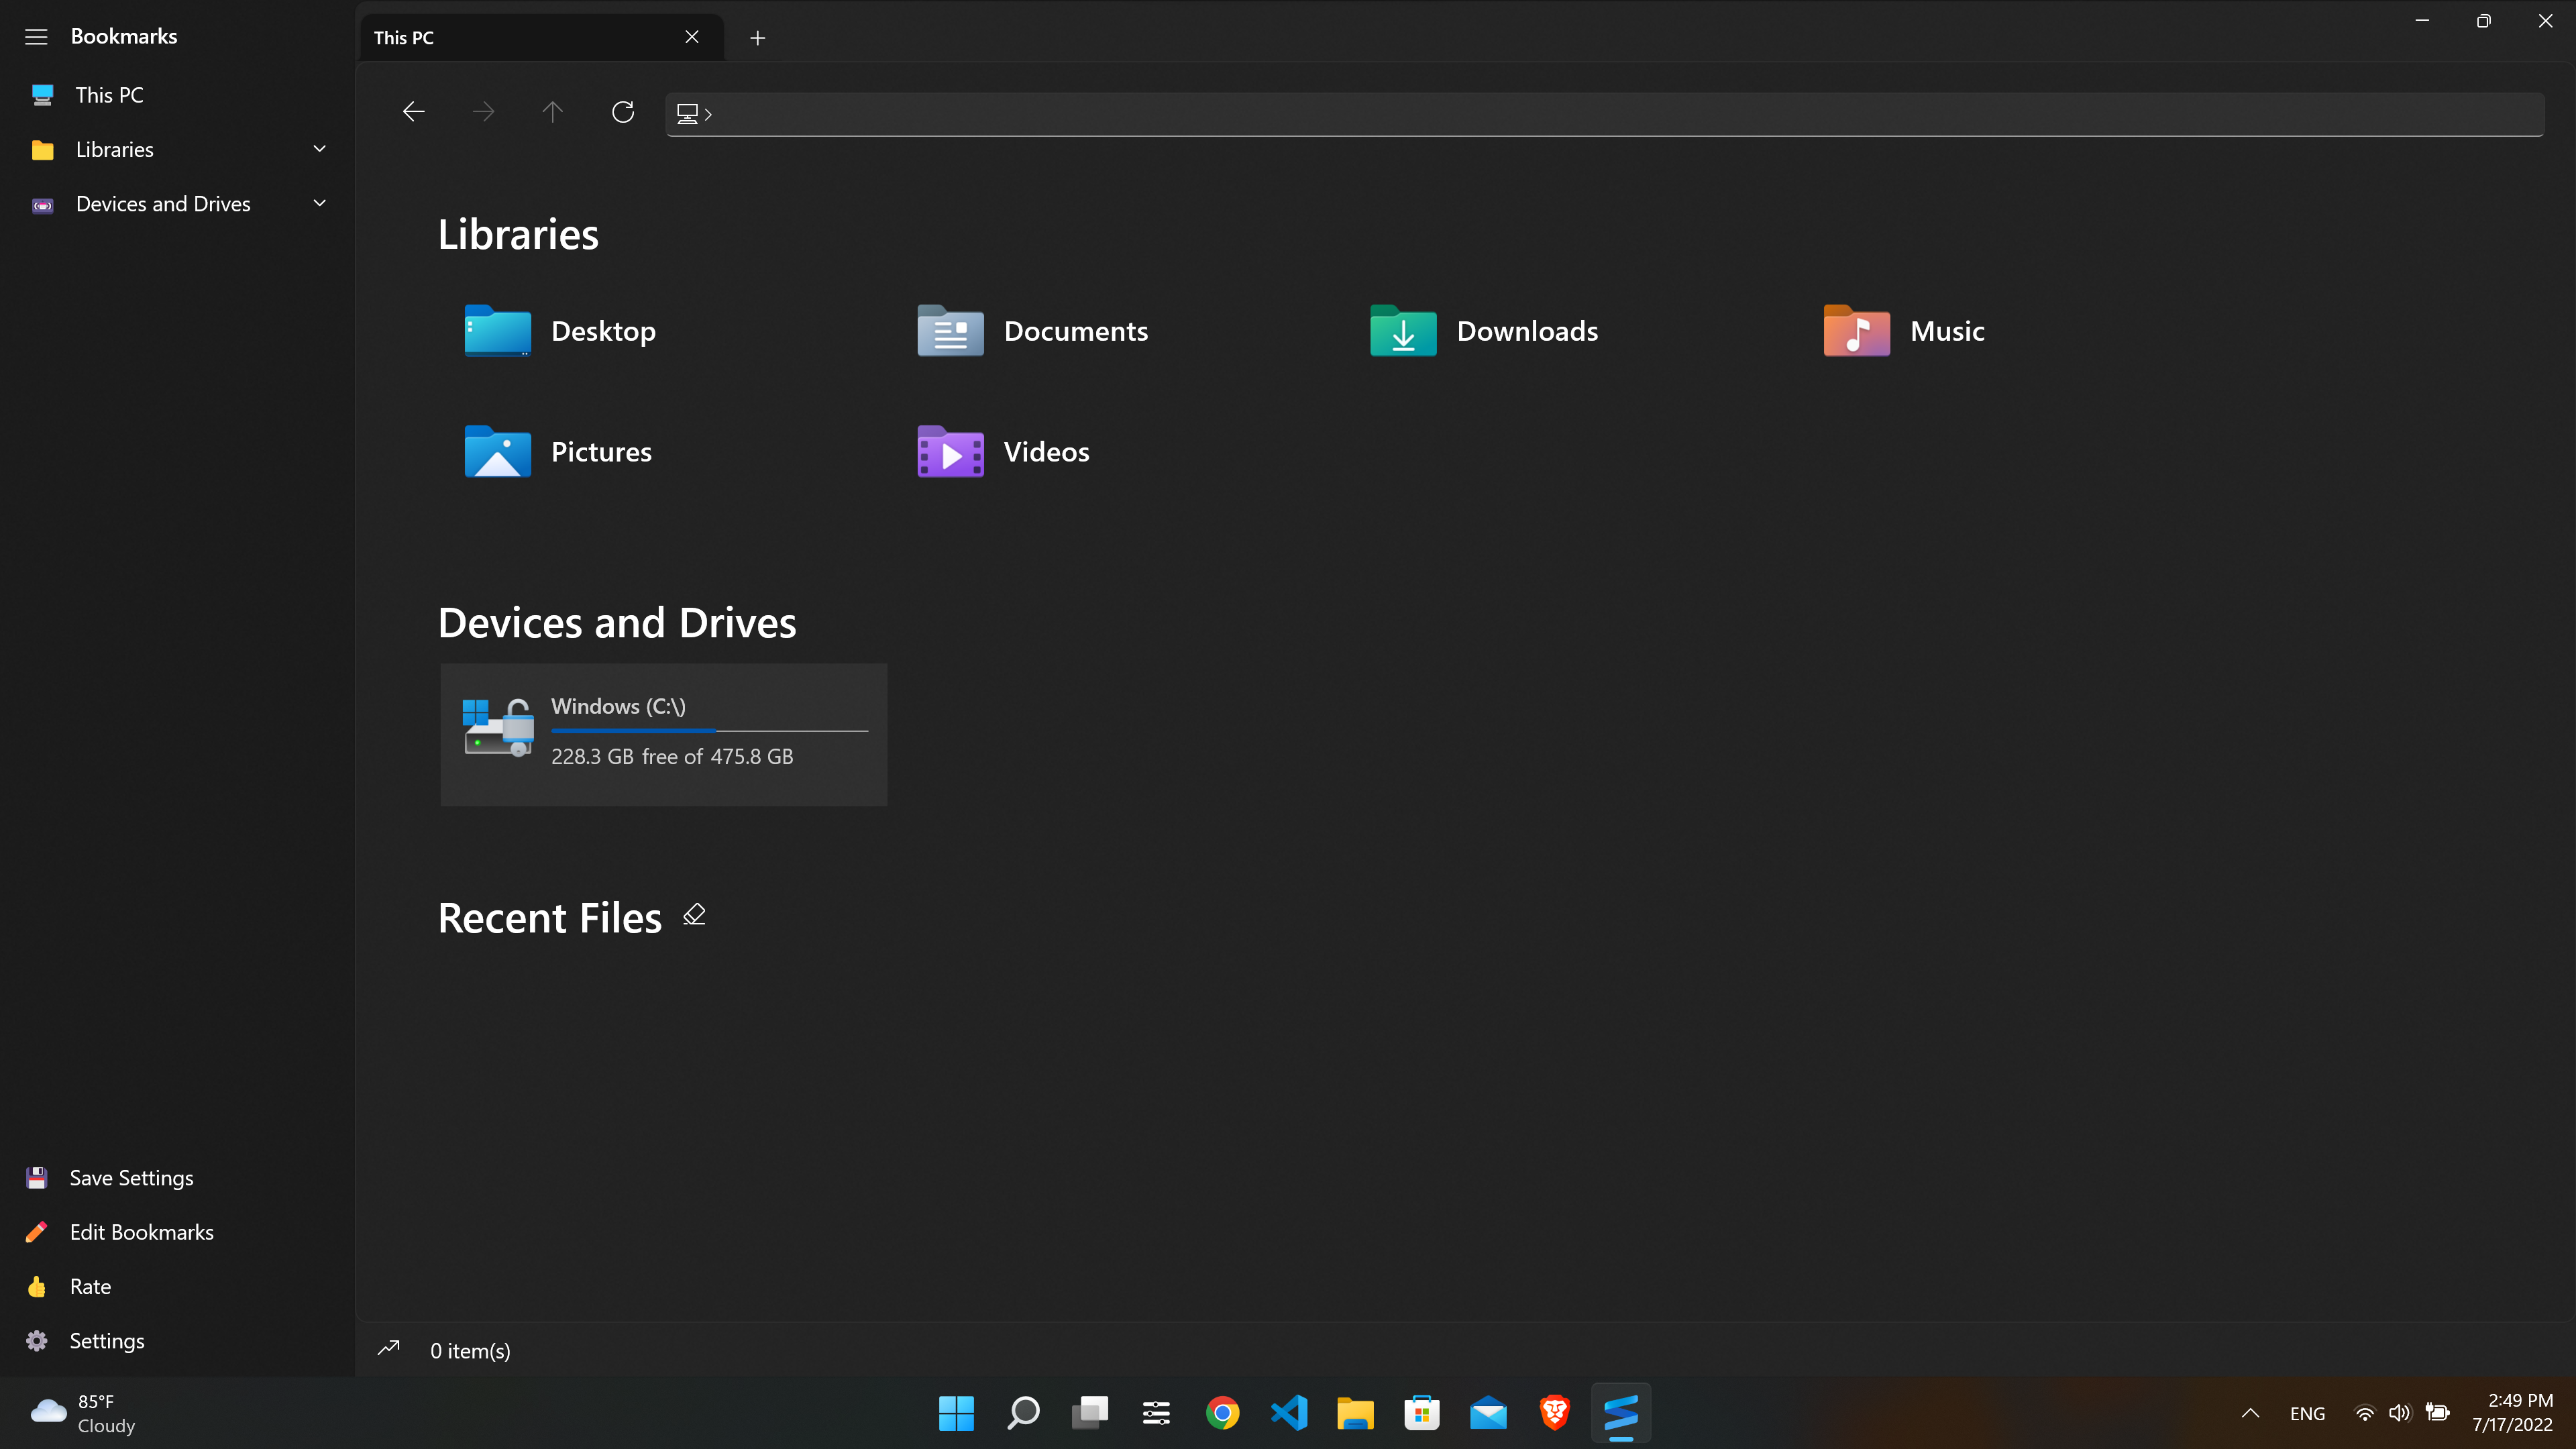 Bookmarks
This PC
Libraries
Devices and Drives
Save Settings
Edit Bookmarks
Rate
Settings
This PC
Libraries
Desktop
Documents
Downloads
Music
Pictures
Videos
Devices and Drives
Windows (C:\)
228.3 GB free of 475.8 GB
Recent Files
0 item(s)
85°F
Cloudy
ENG
2:49 PM
7/17/2022